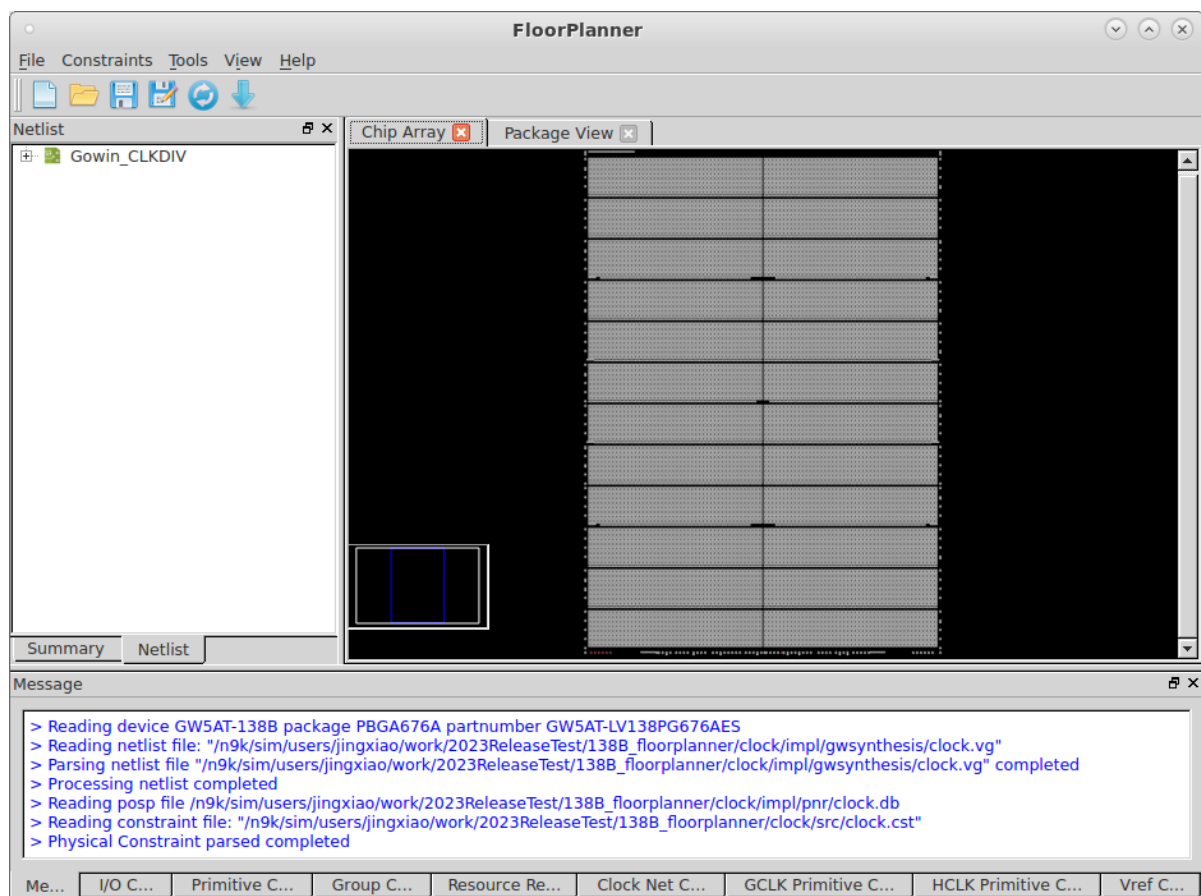 FloorPlanner
File Constraints Tools View Help
Netlist
Chip Array Package View
Gowin_CLKDIV
Summary Netlist
Message
> Reading device GW5AT-138B package PBGA676A partnumber GW5AT-LV138PG676AES
> Reading netlist file: "/n9k/sim/users/jingxiao/work/2023ReleaseTest/138B_floorplanner/clock/impl/gwsynthesis/clock.vg"
> Parsing netlist file "/n9k/sim/users/jingxiao/work/2023ReleaseTest/138B_floorplanner/clock/impl/gwsynthesis/clock.vg" completed
> Processing netlist completed
> Reading posp file /n9k/sim/users/jingxiao/work/2023ReleaseTest/138B_floorplanner/clock/impl/pnr/clock.db
> Reading constraint file: "/n9k/sim/users/jingxiao/work/2023ReleaseTest/138B_floorplanner/clock/src/clock.cst"
> Physical Constraint parsed completed
Me... I/O C... Primitive C... Group C... Resource Re... Clock Net C... GCLK Primitive C... HCLK Primitive C... Vref C...